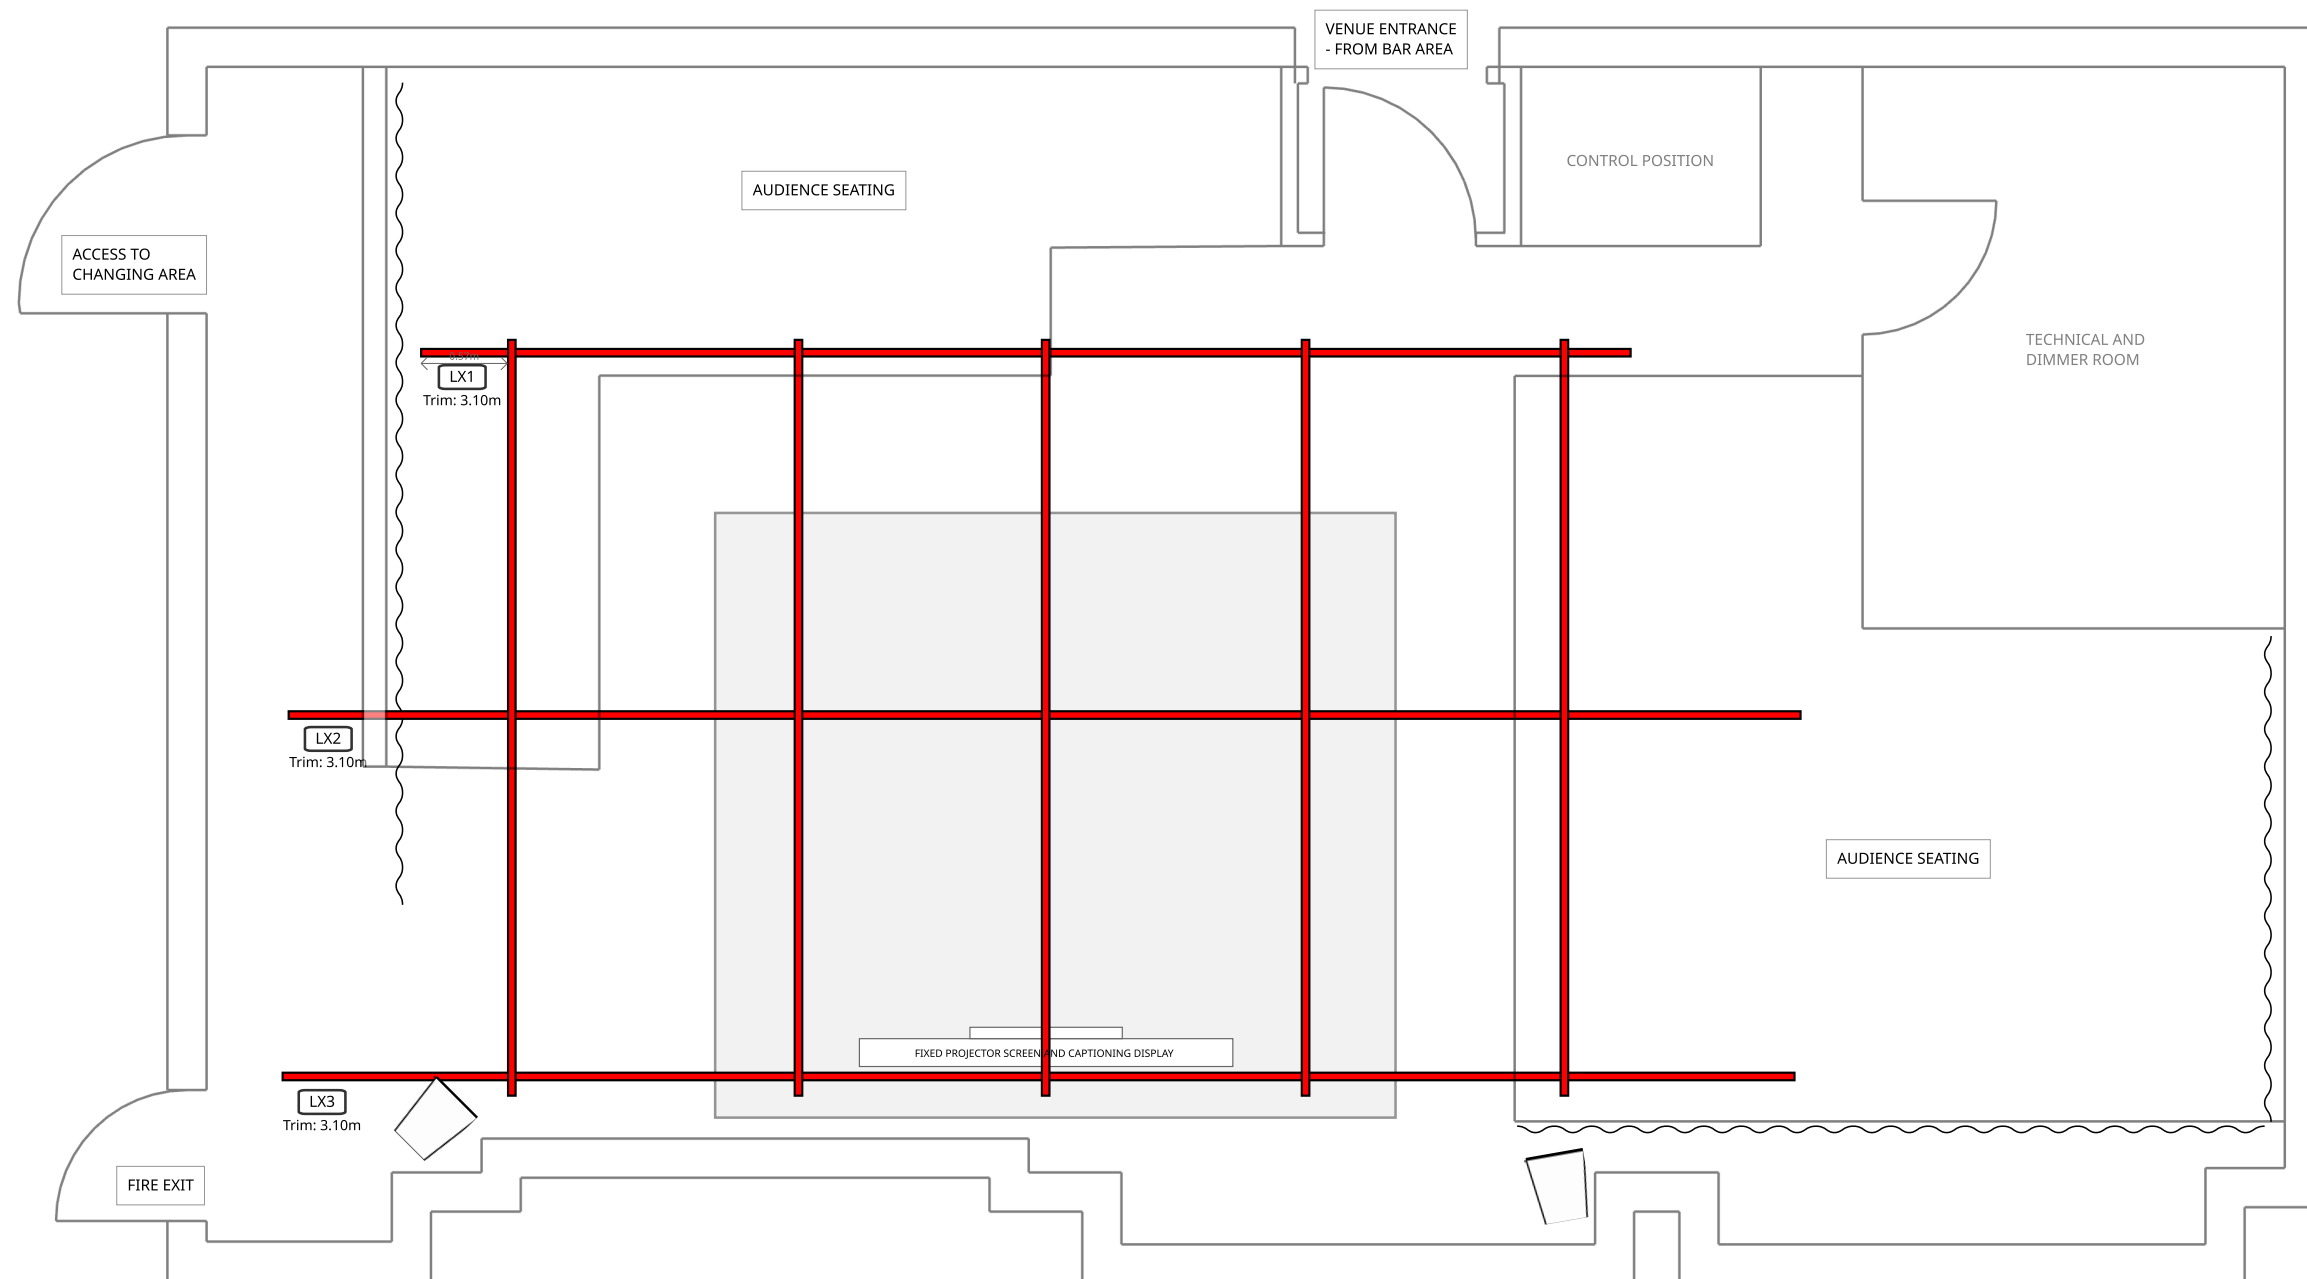 VENUE ENTRANCE
- FROM BAR AREA
CONTROL POSITION
AUDIENCE SEATING
ACCESS TO
CHANGING AREA
TECHNICAL AND
DIMMER ROOM
LX1
Trim: 3.10m
LX2
Trim: 3.10m
AUDIENCE SEATING
FIXED PROJECTOR SCREEN AND CAPTIONING DISPLAY
LX3
Trim: 3.10m
FIRE EXIT